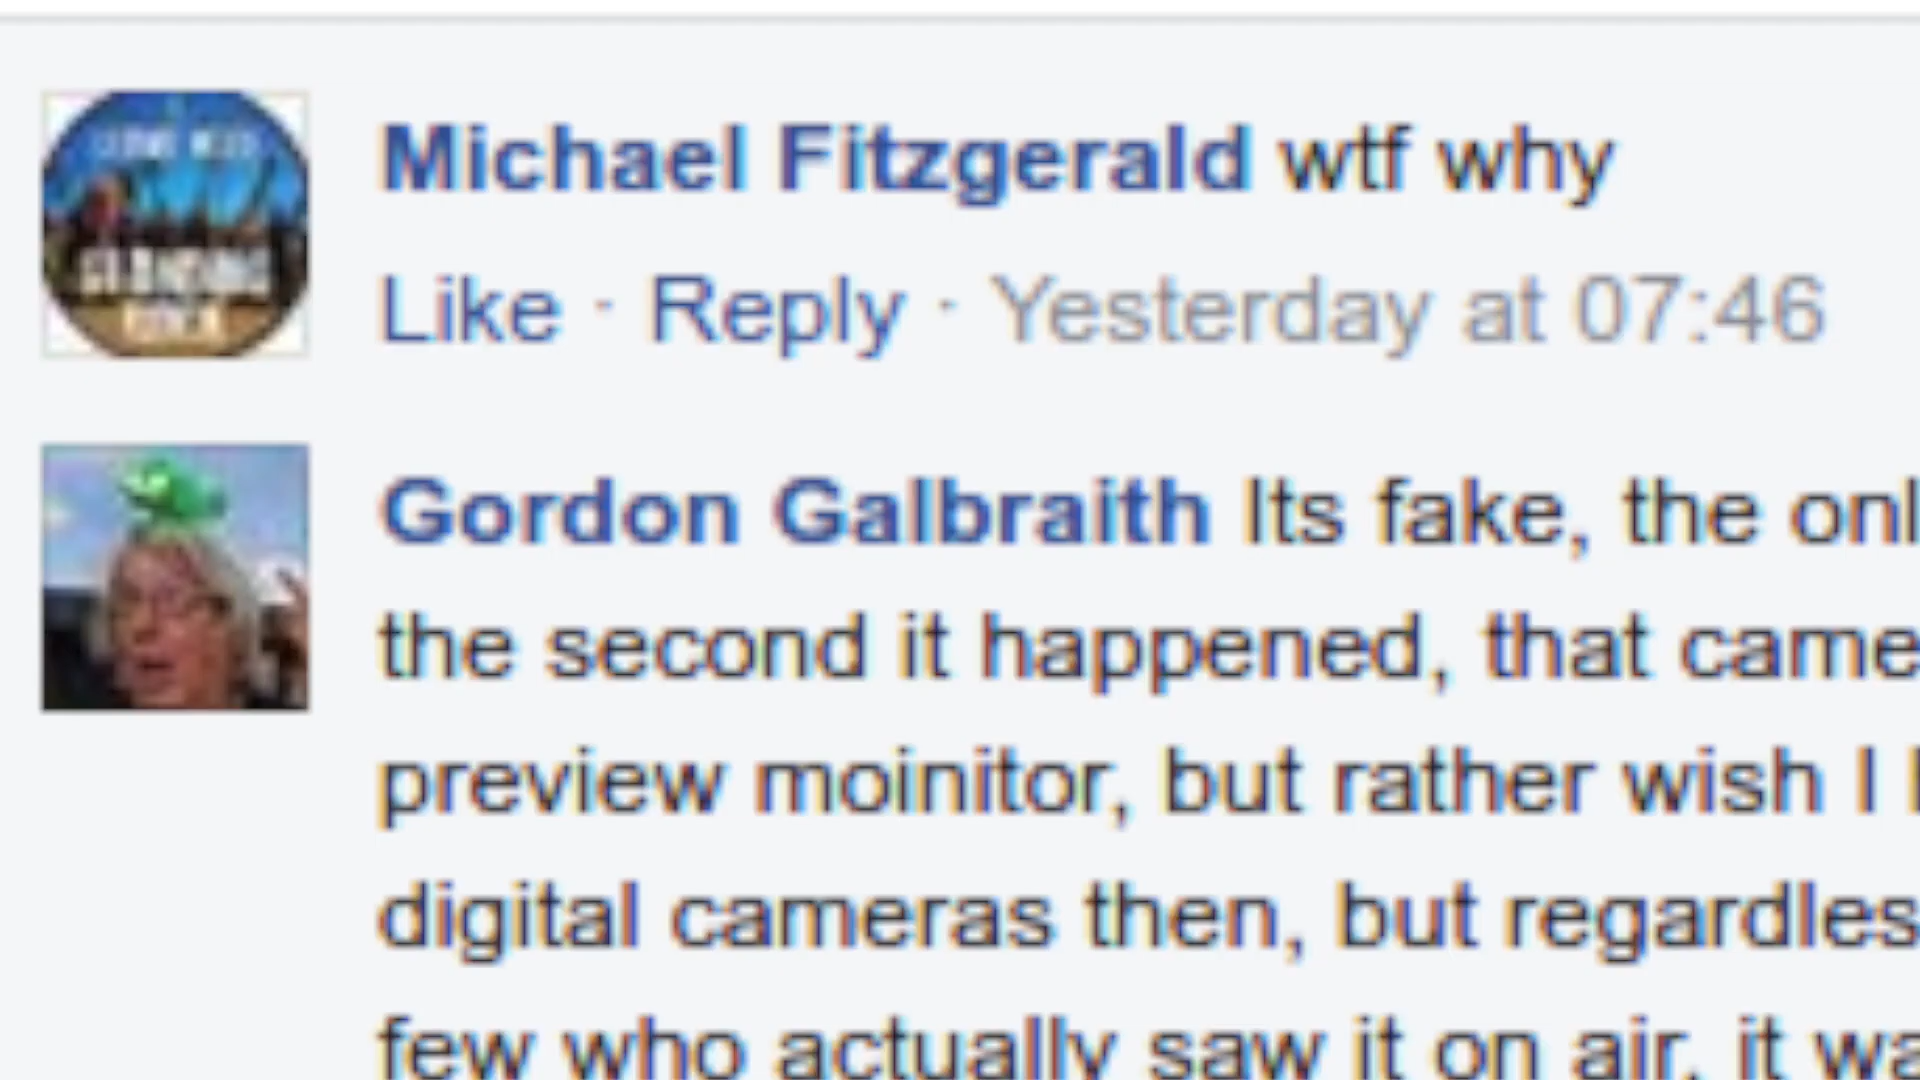 Michael Fitzgerald wtf why
Like · Reply · Yesterday at 07:46
Gordon Galbraith Its fake, the
the second it happened, that
preview moinitor, but rather wish I
digital cameras then, but
few who actually saw it on air, it